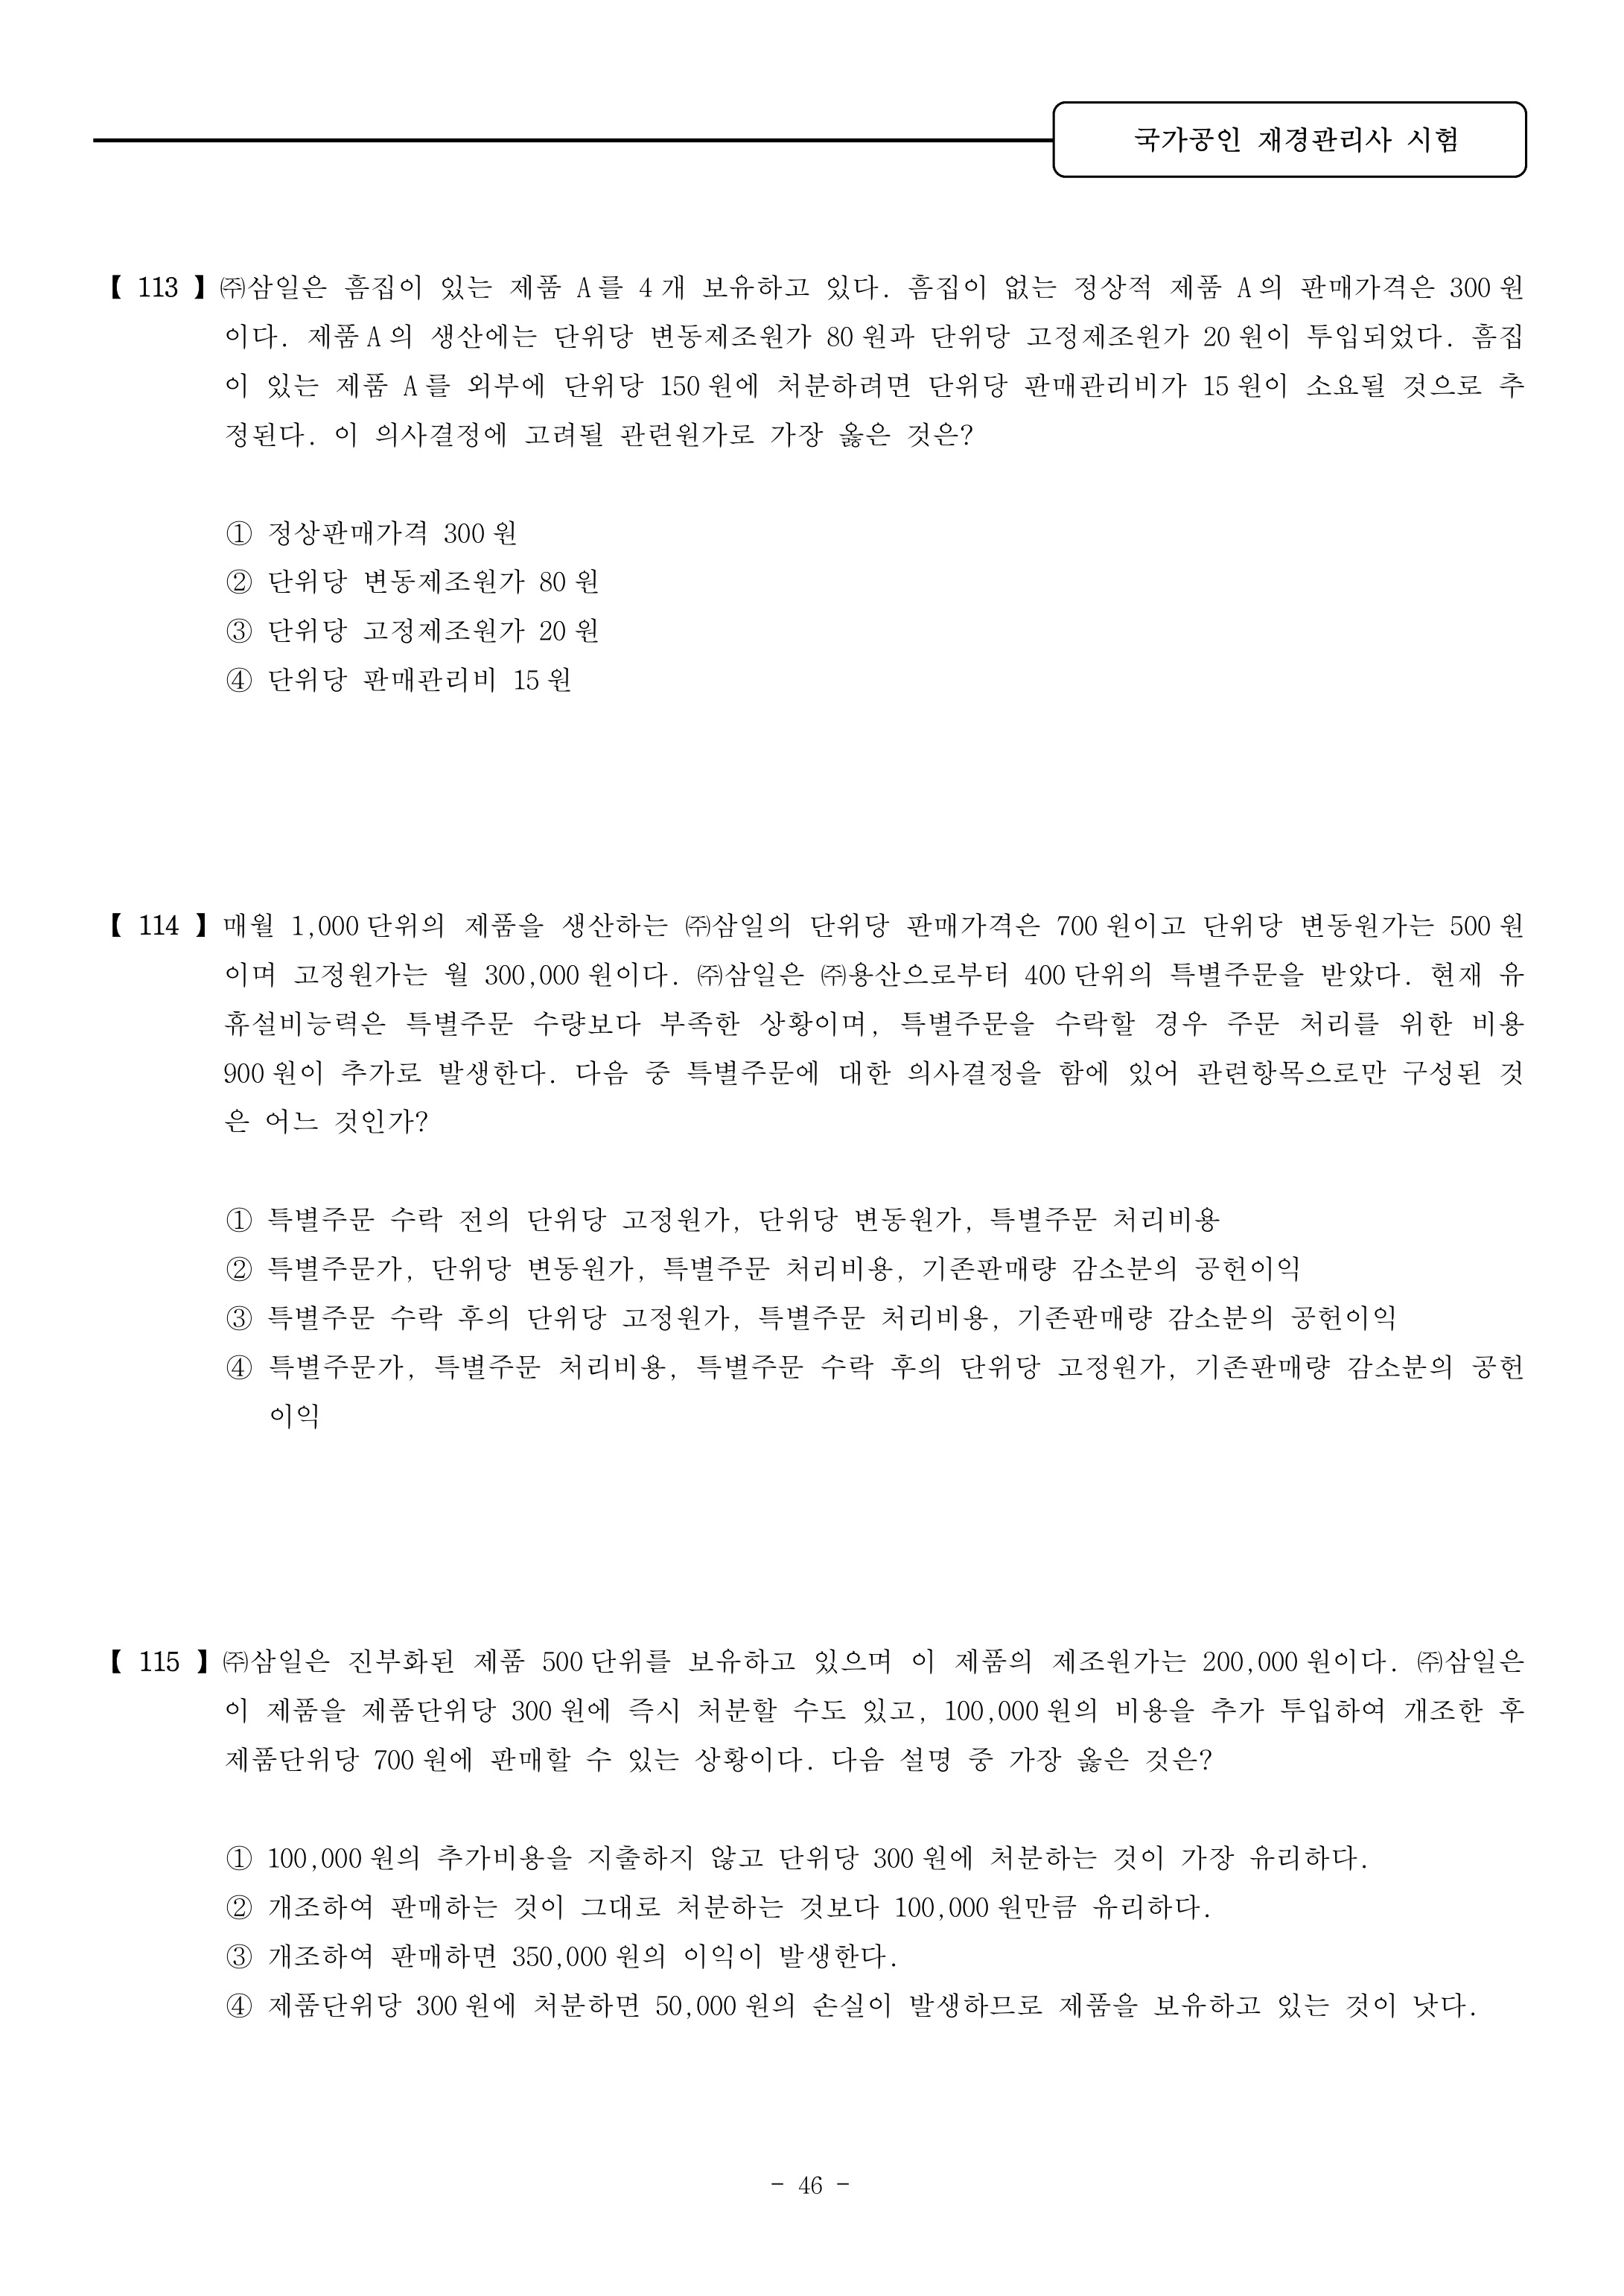 국가공인 재경관리사 시험
【 113 】㈜삼일은 흠집이 있는 제품 A를 4개 보유하고 있다. 흠집이 없는 정상적 제품 A의 판매가격은 300원
이다. 제품A의 생산에는 단위당 변동제조원가 80원과 단위당 고정제조원가 20원이 투입되었다. 흠집
이 있는 제품 A를 외부에 단위당 150원에 처분하려면 단위당 판매관리비가 15원이 소요될 것으로 추
정된다. 이 의사결정에 고려될 관련원가로 가장 옳은 것은?
① 정상판매가격 300원
② 단위당 변동제조원가 80원
③ 단위당 고정제조원가 20원
④ 단위당 판매관리비 15원
【 114 】매월 1,000단위의 제품을 생산하는 ㈜삼일의 단위당 판매가격은 700원이고 단위당 변동원가는 500원
이며 고정원가는 월 300,000원이다. ㈜삼일은 ㈜용산으로부터 400단위의 특별주문을 받았다. 현재 유
휴설비능력은 특별주문 수량보다 부족한 상황이며, 특별주문을 수락할 경우 주문 처리를 위한 비용
900원이 추가로 발생한다. 다음 중 특별주문에 대한 의사결정을 함에 있어 관련항목으로만 구성된 것
은 어느 것인가?
① 특별주문 수락 전의 단위당 고정원가, 단위당 변동원가, 특별주문 처리비용
② 특별주문가, 단위당 변동원가, 특별주문 처리비용, 기존판매량 감소분의 공헌이익
③ 특별주문 수락 후의 단위당 고정원가, 특별주문 처리비용, 기존판매량 감소분의 공헌이익
④ 특별주문가, 특별주문 처리비용, 특별주문 수락 후의 단위당 고정원가, 기존판매량 감소분의 공헌
이익
【 115 】㈜삼일은 진부화된 제품 500단위를 보유하고 있으며 이 제품의 제조원가는 200,000원이다. ㈜삼일은
이 제품을 제품단위당 300원에 즉시 처분할 수도 있고, 100,000원의 비용을 추가 투입하여 개조한 후
제품단위당 700원에 판매할 수 있는 상황이다. 다음 설명 중 가장 옳은 것은?
① 100,000원의 추가비용을 지출하지 않고 단위당 300원에 처분하는 것이 가장 유리하다.
② 개조하여 판매하는 것이 그대로 처분하는 것보다 100,000원만큼 유리하다.
③ 개조하여 판매하면 350,000원의 이익이 발생한다.
④ 제품단위당 300원에 처분하면 50,000원의 손실이 발생하므로 제품을 보유하고 있는 것이 낫다.
- 46 -